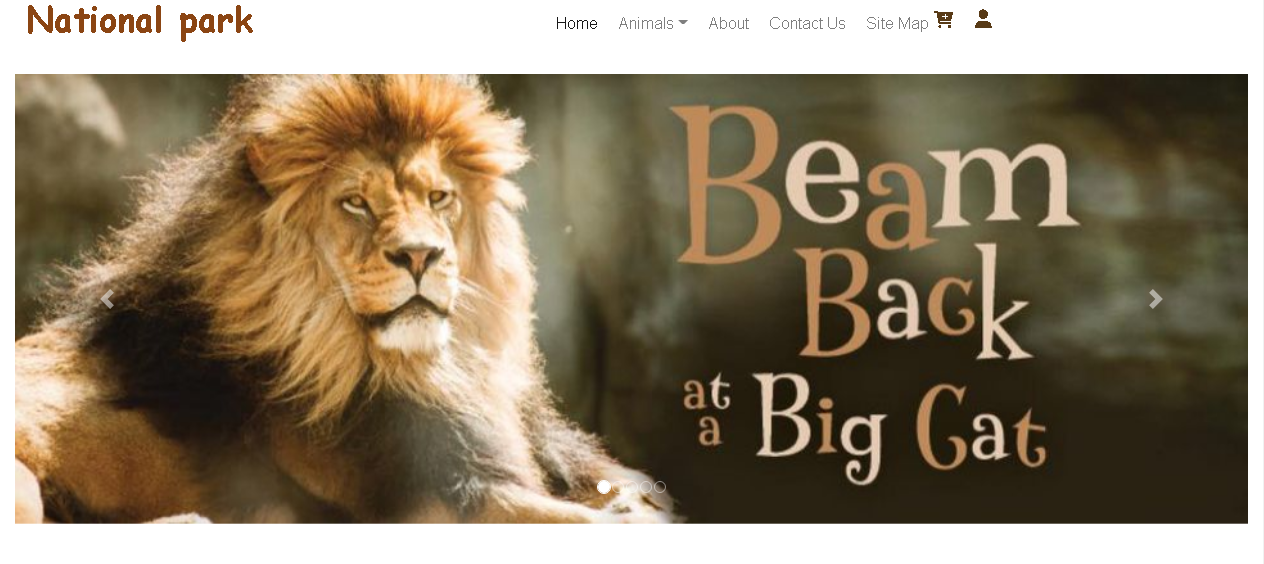 National park
Home Animals About Contact Us Site Map
Beam
Back
at a Big Cat